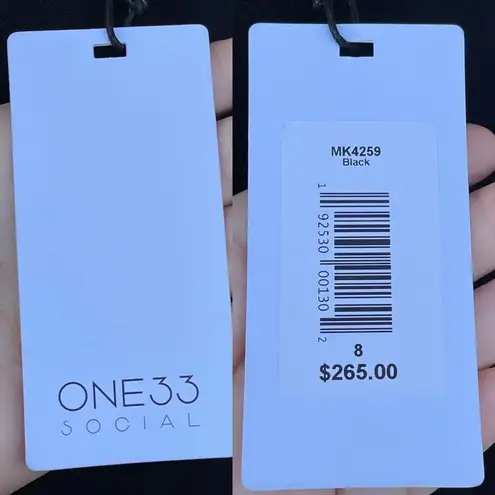 ONE33
SOCIAL
MK4259
Black
1 92530 00130 2
8
$265.00